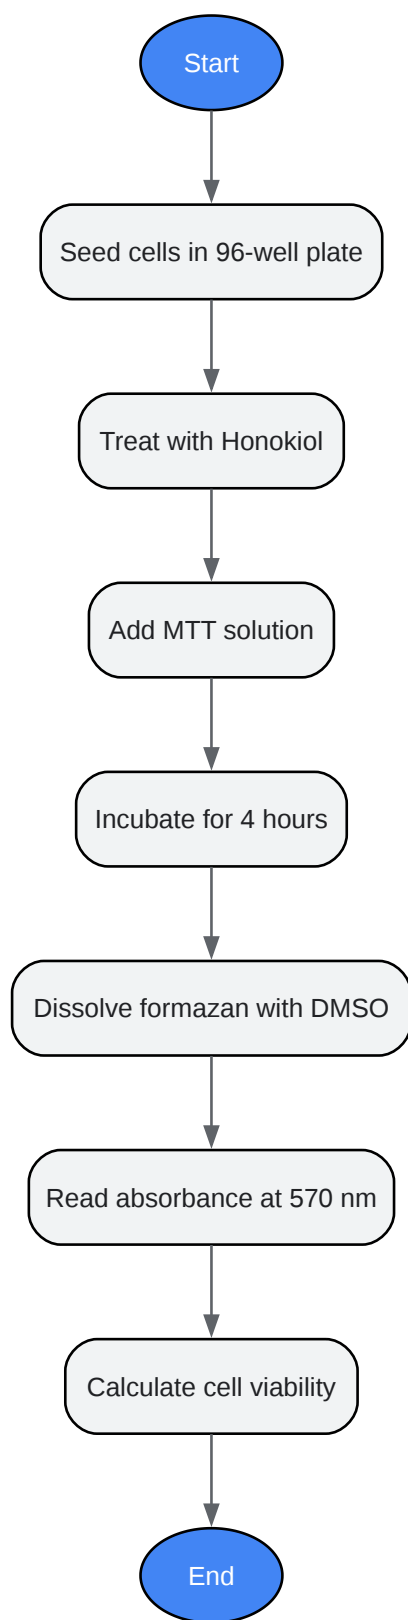 Start
Seed cells in 96-well plate
Treat with Honokiol
Add MTT solution
Incubate for 4 hours
Dissolve formazan with DMSO
Read absorbance at 570 nm
Calculate cell viability
End